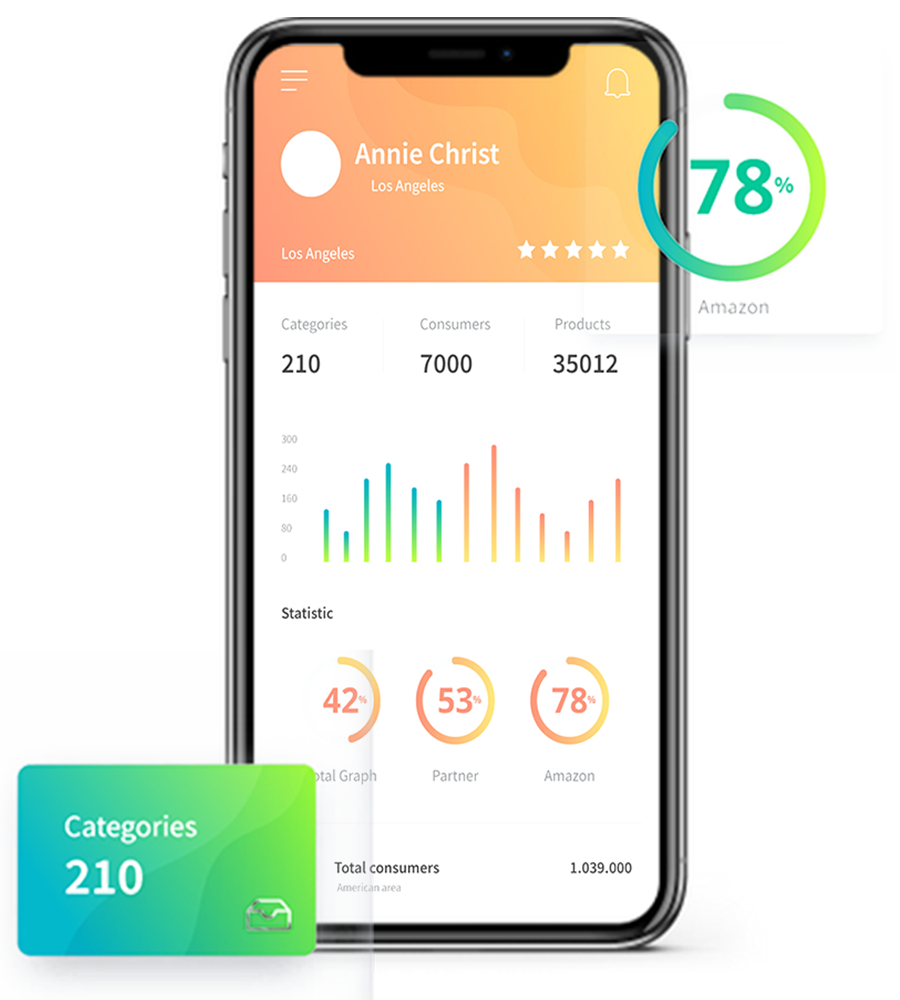 Annie Christ
Los Angeles
Los Angeles
78%
Amazon
Categories Consumers Products
210 7000 35012
300
240
160
80
0
Statistic
42% 53% 78%
otal Graph Partner Amazon
Categories
210
Total consumers 1.039.000
American area